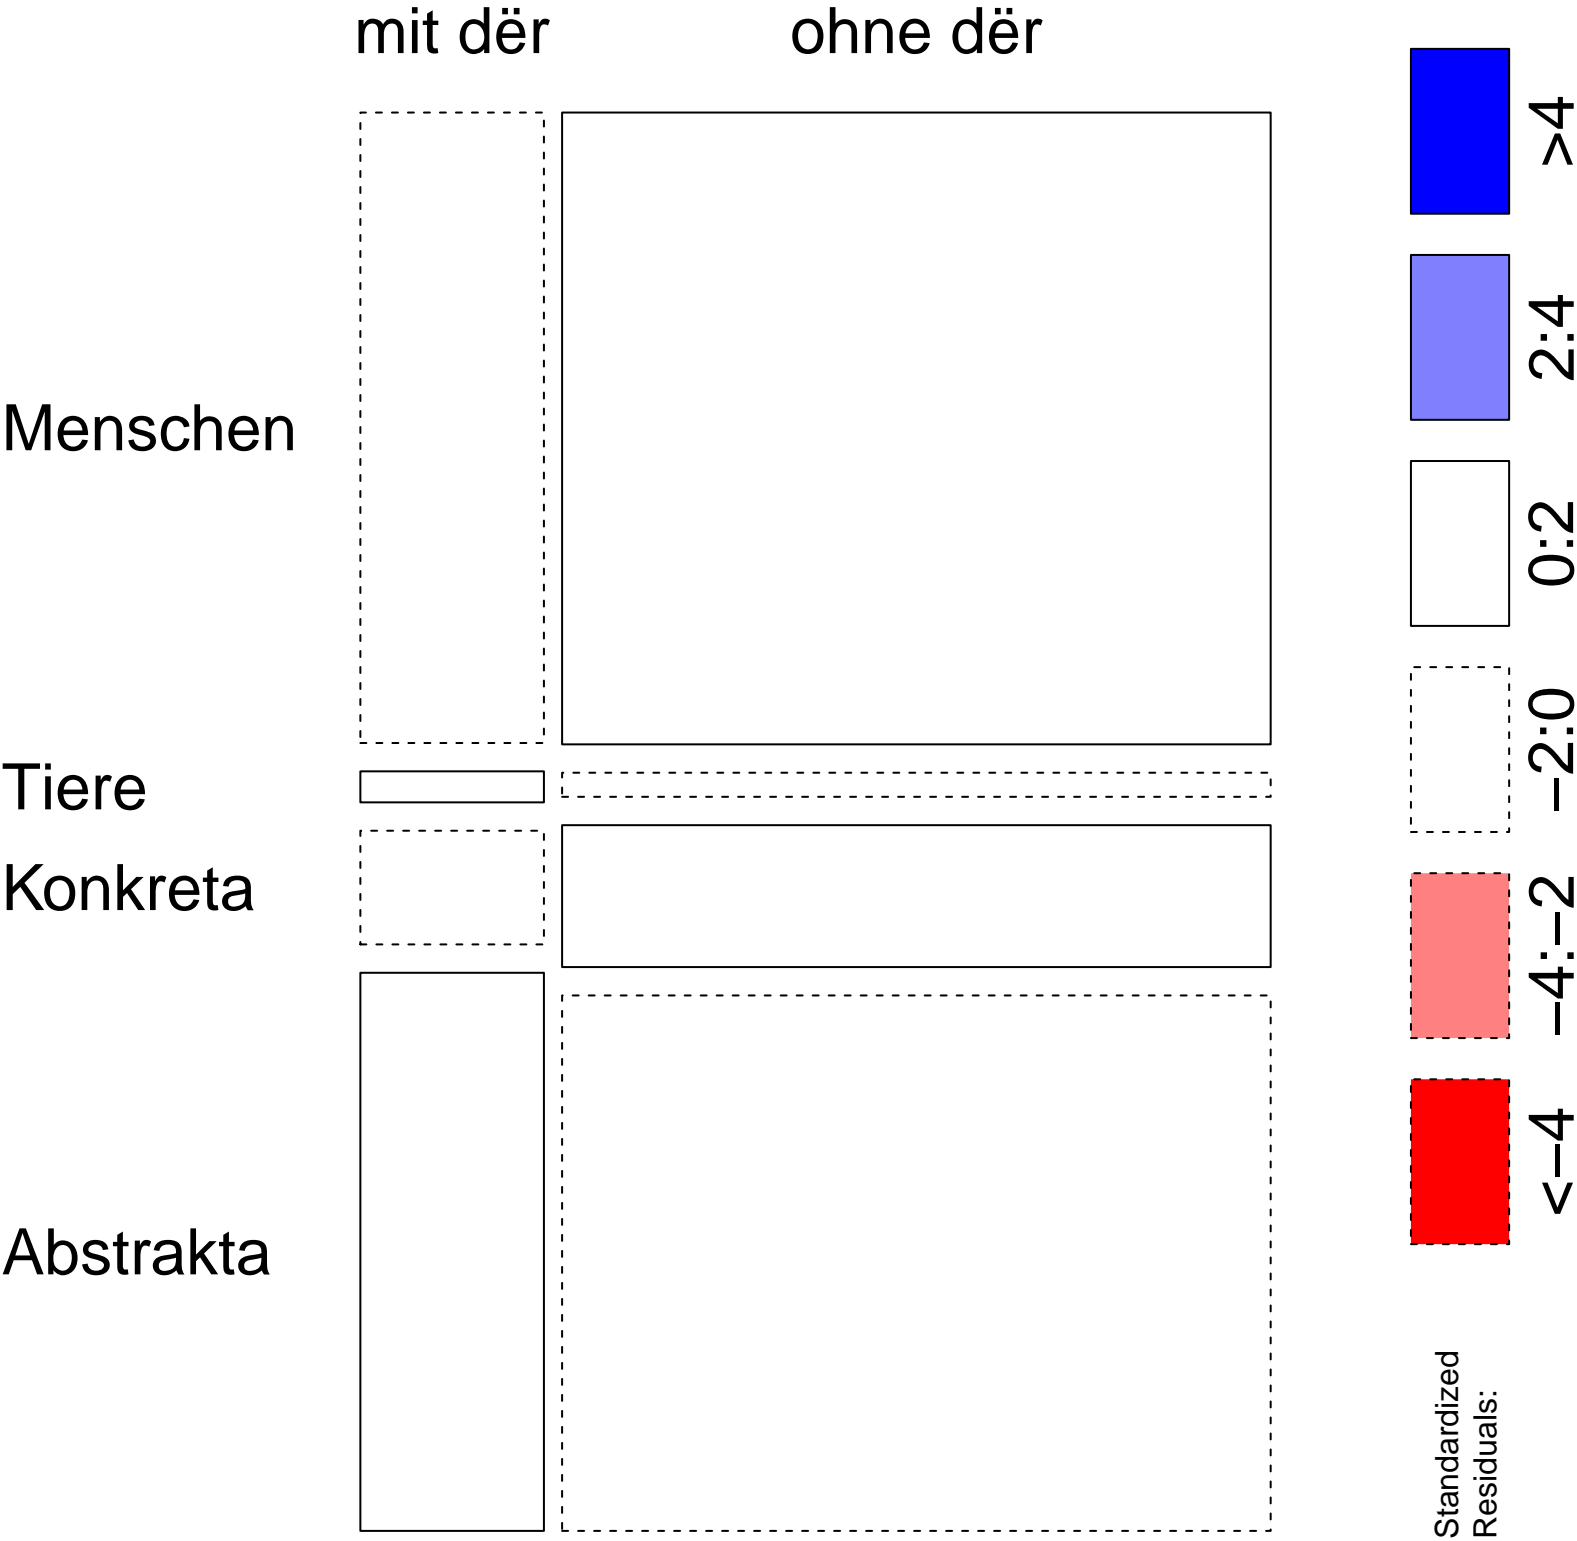 mit dër
ohne dër
Menschen
Tiere
Konkreta
Abstrakta
>4
2:4
0:2
−2:0
−4:−2
<−4
Standardized
Residuals: